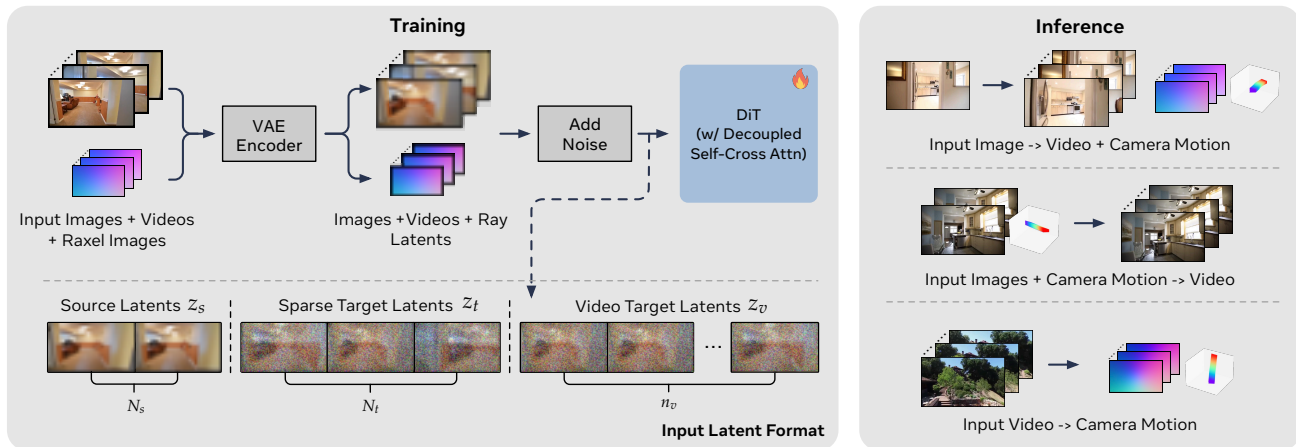 Training
VAE
Encoder
Add
Noise
DiT
(w/ Decoupled
Self-Cross Attn)
Input Images + Videos
+ Raxel Images
Images +Videos + Ray
Latents
Source Latents z_s
Sparse Target Latents z_t
Video Target Latents z_v
...
N_s
N_t
n_v
Input Latent Format
Inference
Input Image -> Video + Camera Motion
Input Images + Camera Motion -> Video
Input Video -> Camera Motion